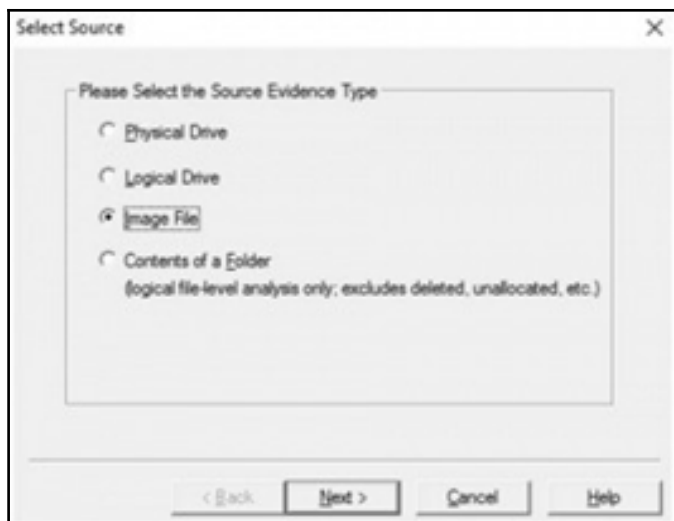 Select Source
Please Select the Source Evidence Type
Physical Drive
Logical Drive
Image File
Contents of a Folder
(logical file-level analysis only; excludes deleted, unallocated, etc.)
< Back
Next >
Cancel
Help